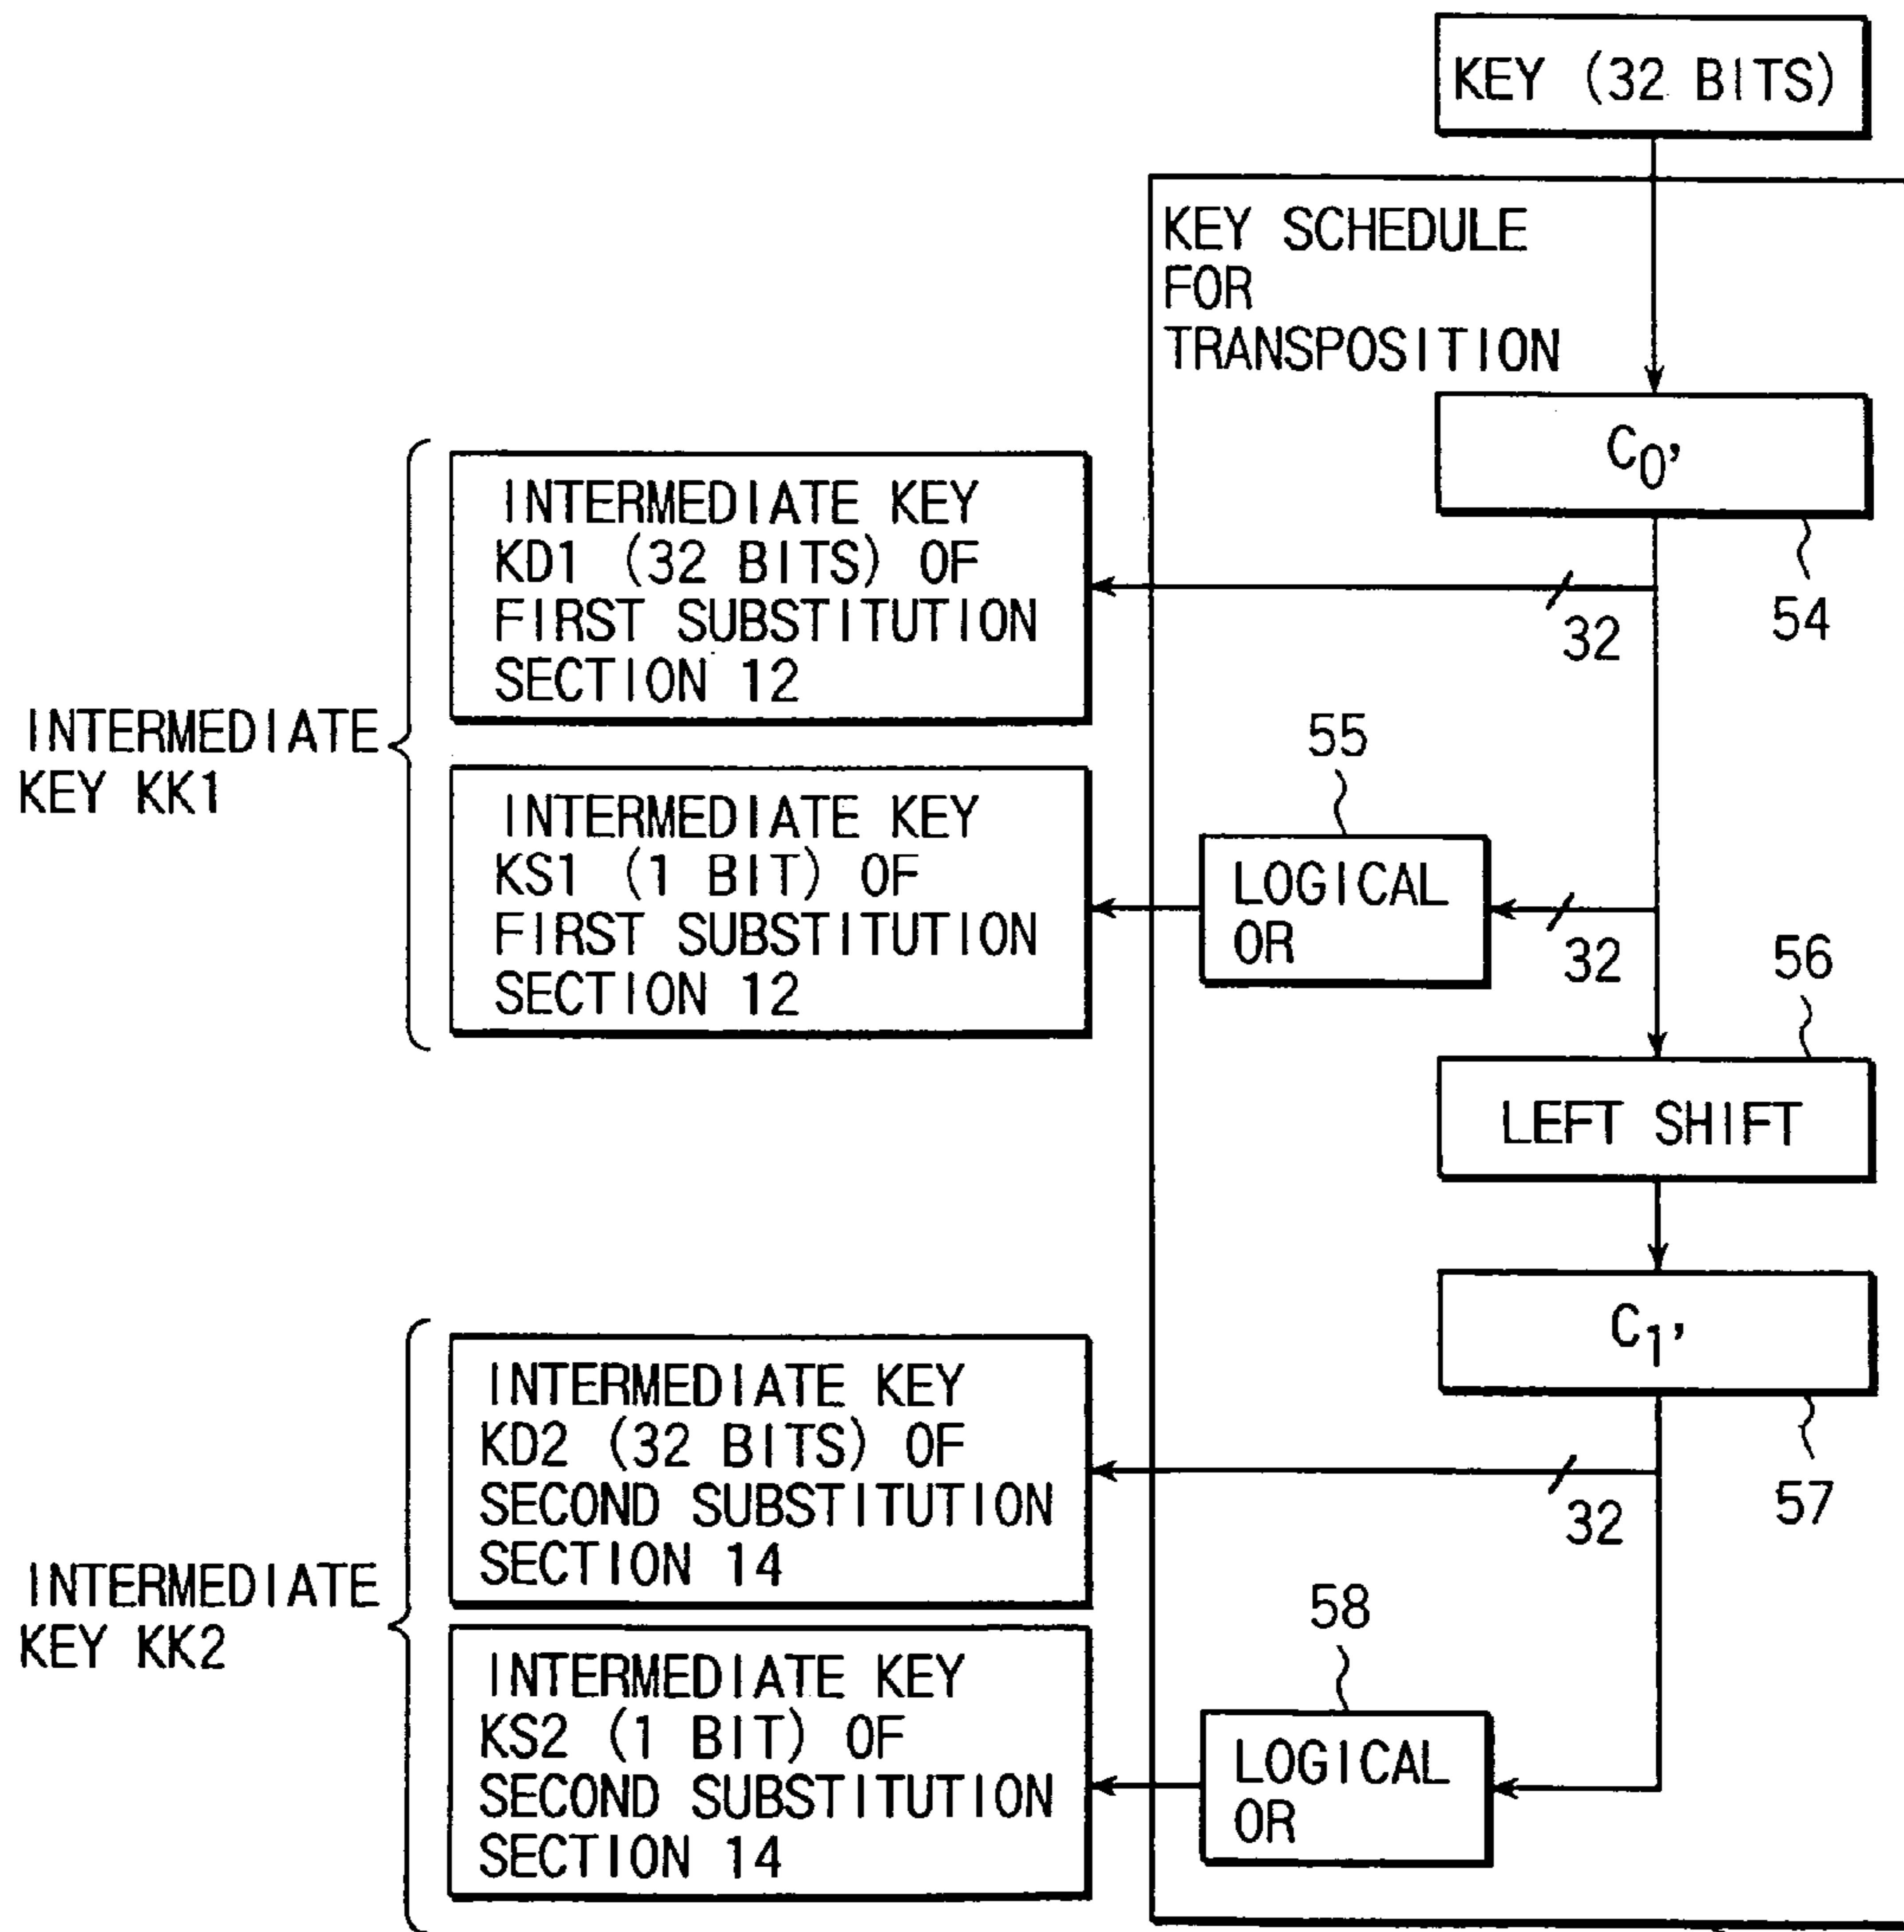 KEY (32 BITS)
KEY SCHEDULE
FOR
TRANSPOSITION
C0'
54
INTERMEDIATE KEY
KD1 (32 BITS) OF
FIRST SUBSTITUTION
SECTION 12
32
INTERMEDIATE
KEY KK1
INTERMEDIATE KEY
KS1 (1 BIT) OF
FIRST SUBSTITUTION
SECTION 12
55
LOGICAL
OR
32
56
LEFT SHIFT
C1'
57
INTERMEDIATE KEY
KD2 (32 BITS) OF
SECOND SUBSTITUTION
SECTION 14
32
INTERMEDIATE
KEY KK2
INTERMEDIATE KEY
KS2 (1 BIT) OF
SECOND SUBSTITUTION
SECTION 14
58
LOGICAL
OR